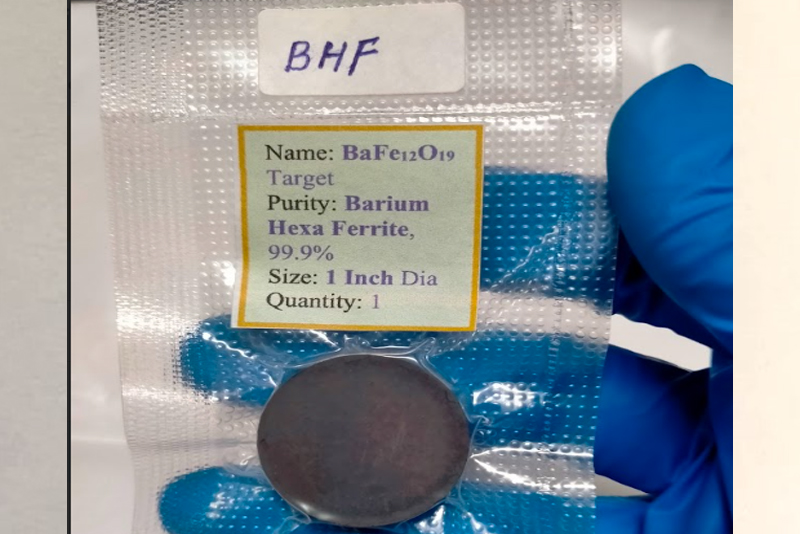 BHF
Name: BaFe₁₂O₁₉
Target
Purity: Barium
Hexa Ferrite,
99.9%
Size: 1 Inch Dia
Quantity: 1